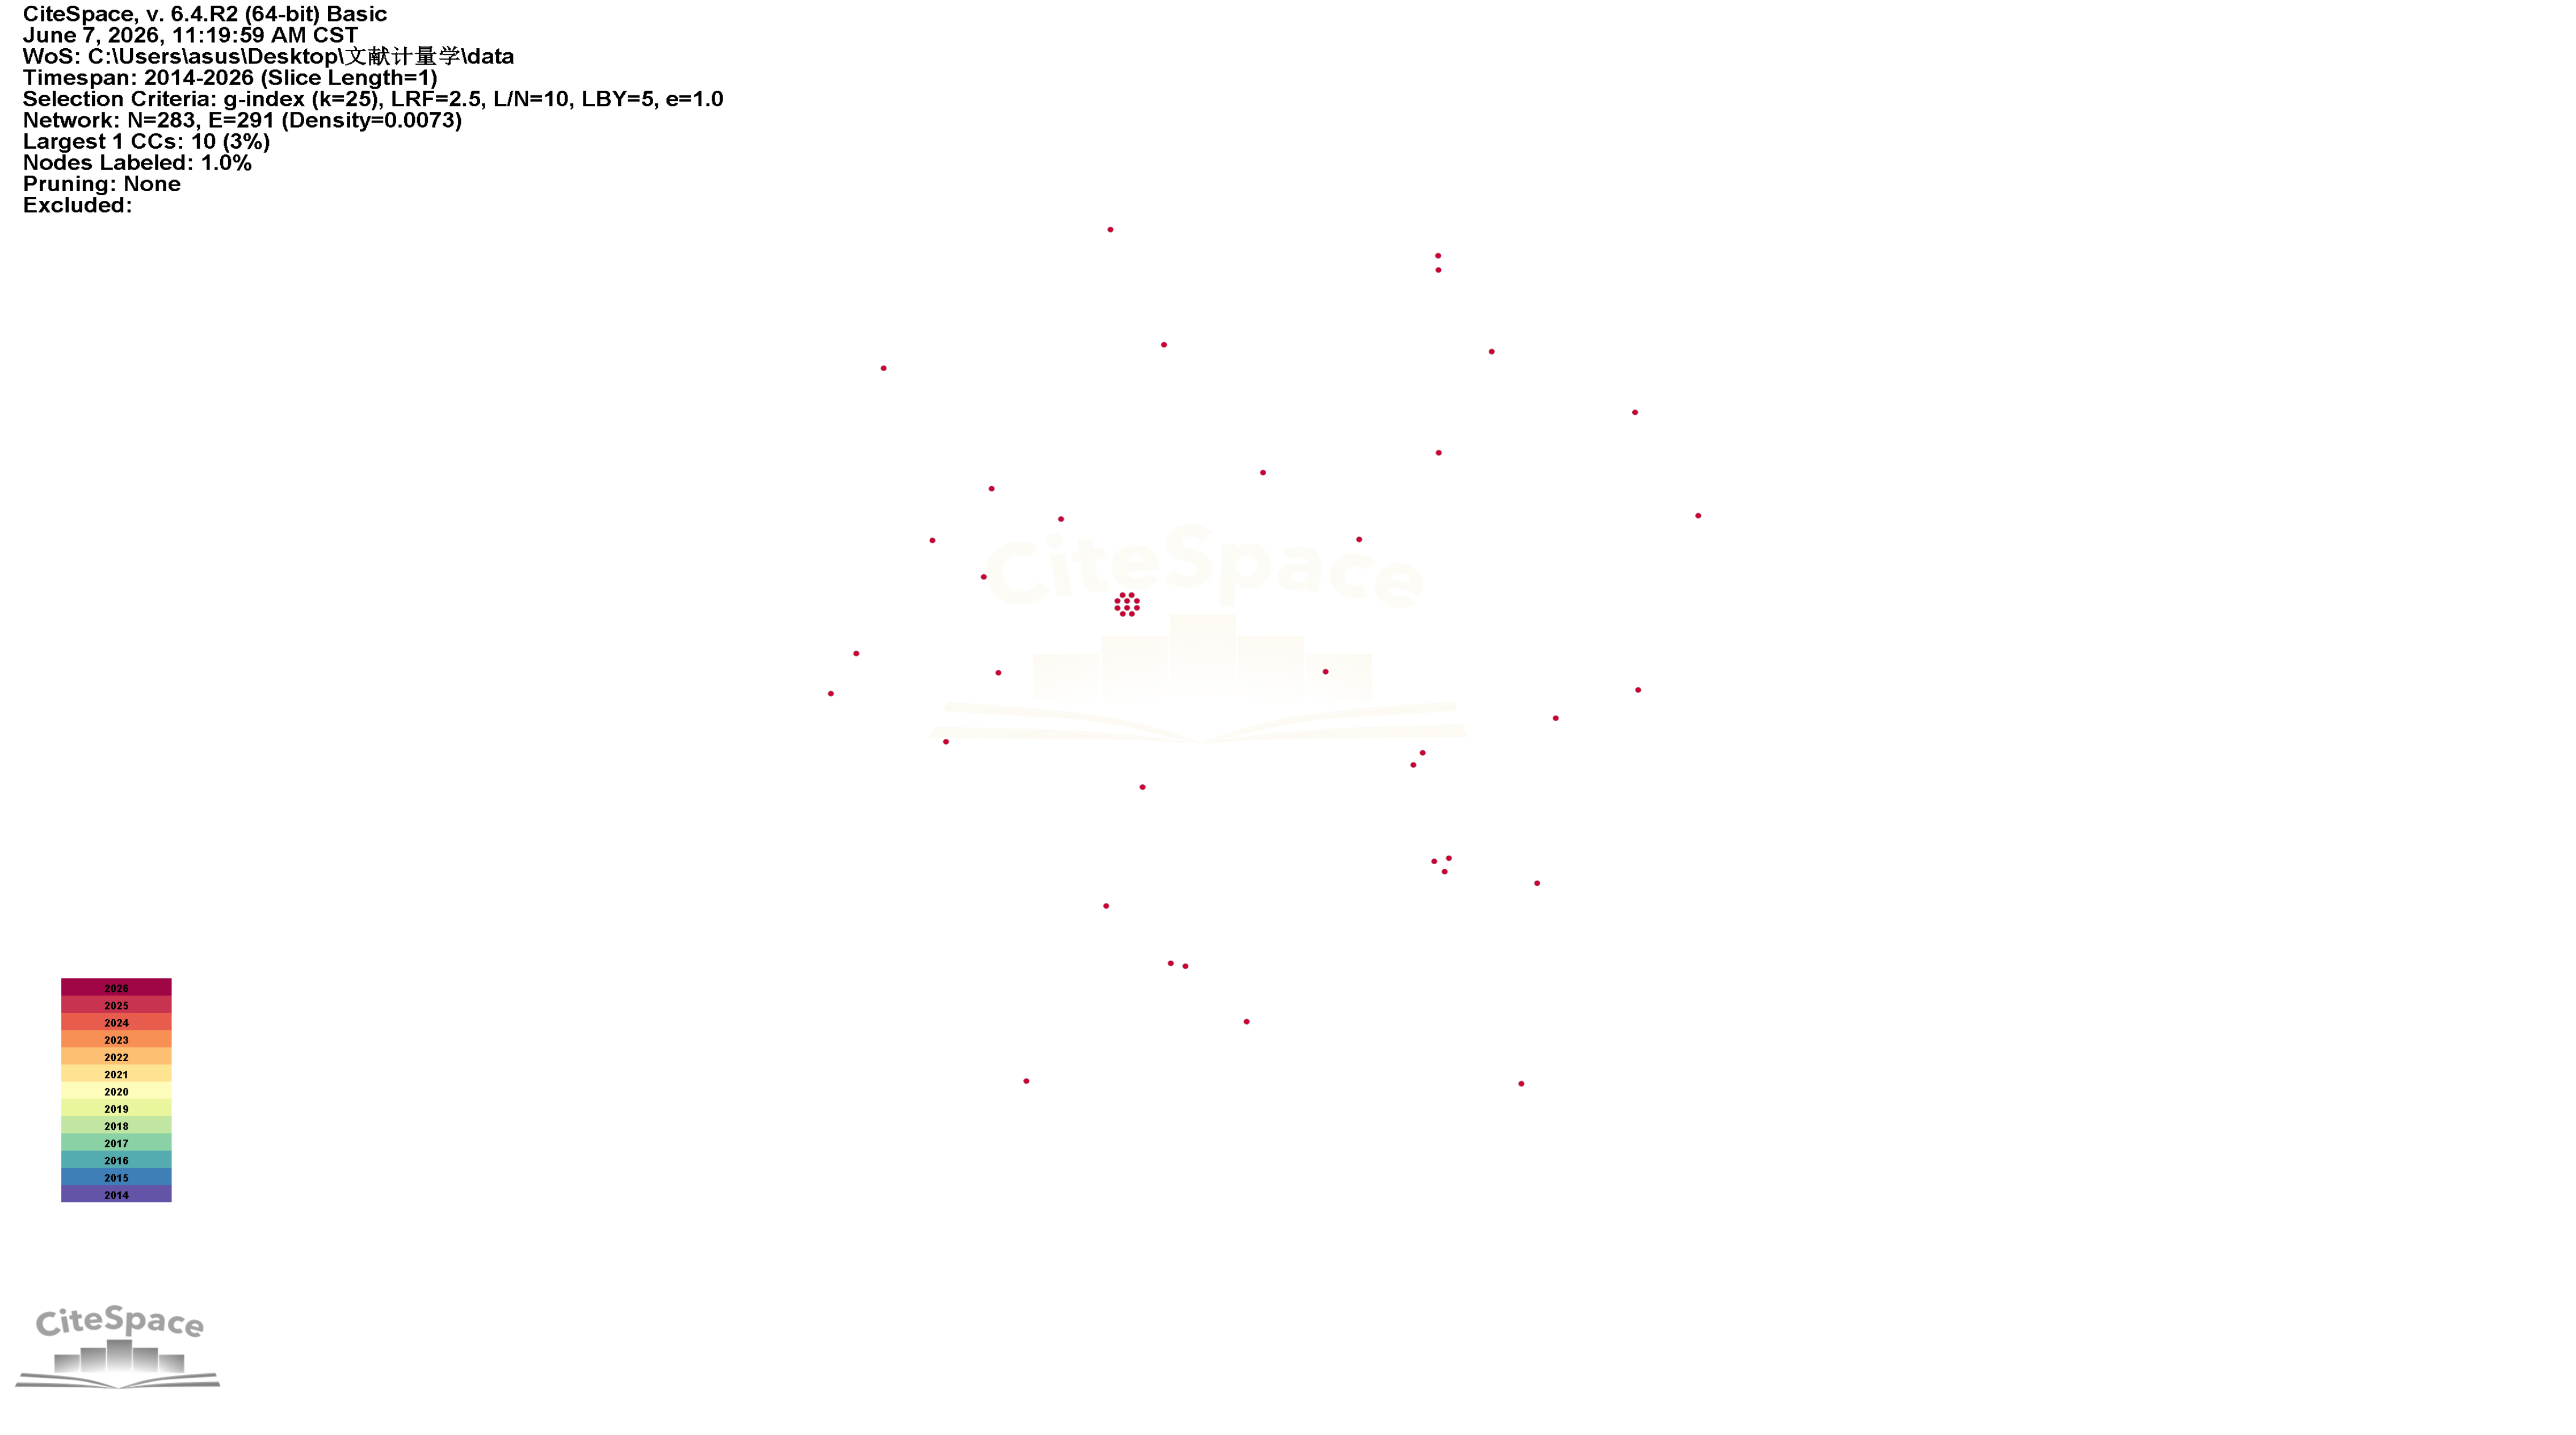 CiteSpace, v. 6.4.R2 (64-bit) Basic
June 7, 2026, 11:19:59 AM CST
WoS: C:\Users\asus\Desktop\文献计量学\data
Timespan: 2014-2026 (Slice Length=1)
Selection Criteria: g-index (k=25), LRF=2.5, L/N=10, LBY=5, e=1.0
Network: N=283, E=291 (Density=0.0073)
Largest 1 CCs: 10 (3%)
Nodes Labeled: 1.0%
Pruning: None
Excluded:
CiteSpace
2026
2025
2024
2023
2022
2021
2020
2019
2018
2017
2016
2015
2014
CiteSpace